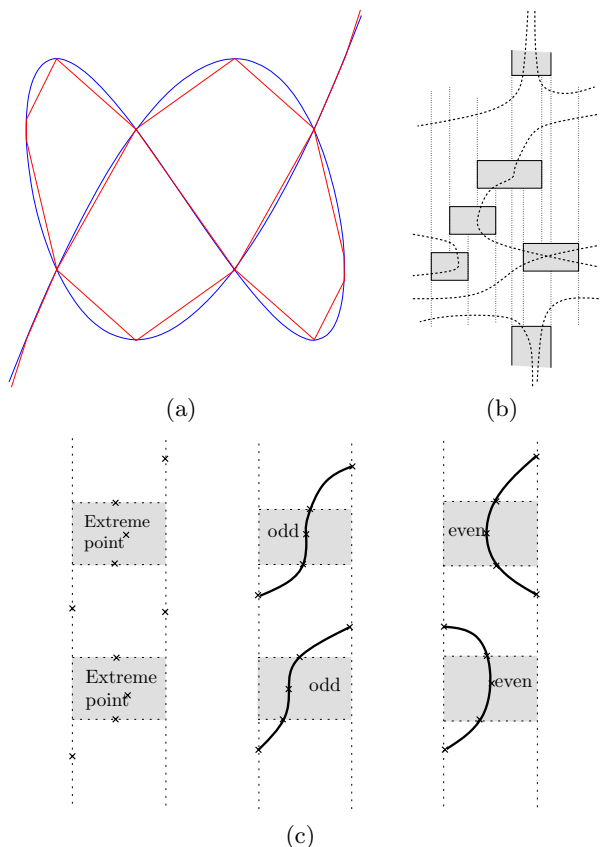 (a)
(b)
Extreme
point
odd
even
Extreme
point
odd
even
(c)